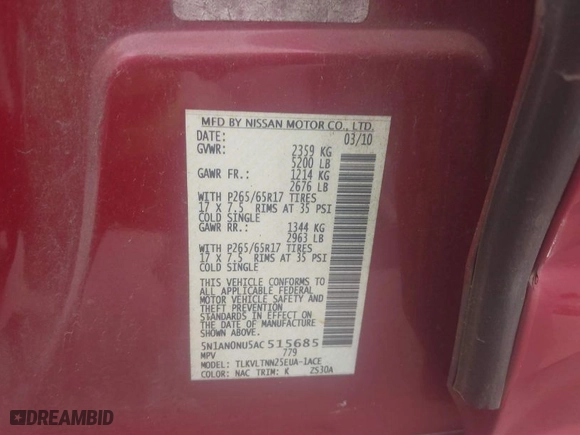 MFD BY NISSAN MOTOR CO., LTD.
DATE: 03/10
GVWR: 2359 KG
5200 LB
GAWR FR.: 1214 KG
2676 LB
WITH P265/65R17 TIRES
17 X 7.5 RIMS AT 35 PSI
COLD SINGLE
GAWR RR.: 1344 KG
2963 LB
WITH P265/65R17 TIRES
17 X 7.5 RIMS AT 35 PSI
COLD SINGLE
THIS VEHICLE CONFORMS TO
ALL APPLICABLE FEDERAL
MOTOR VEHICLE SAFETY AND
THEFT PREVENTION
STANDARDS IN EFFECT ON
THE DATE OF MANUFACTURE
SHOWN ABOVE.
5N1AN0NU5AC515685
MPV 779
MODEL: TLKVLTNN25EUA-1ACE
COLOR: NAC TRIM: K ZS30A
DREAMBID